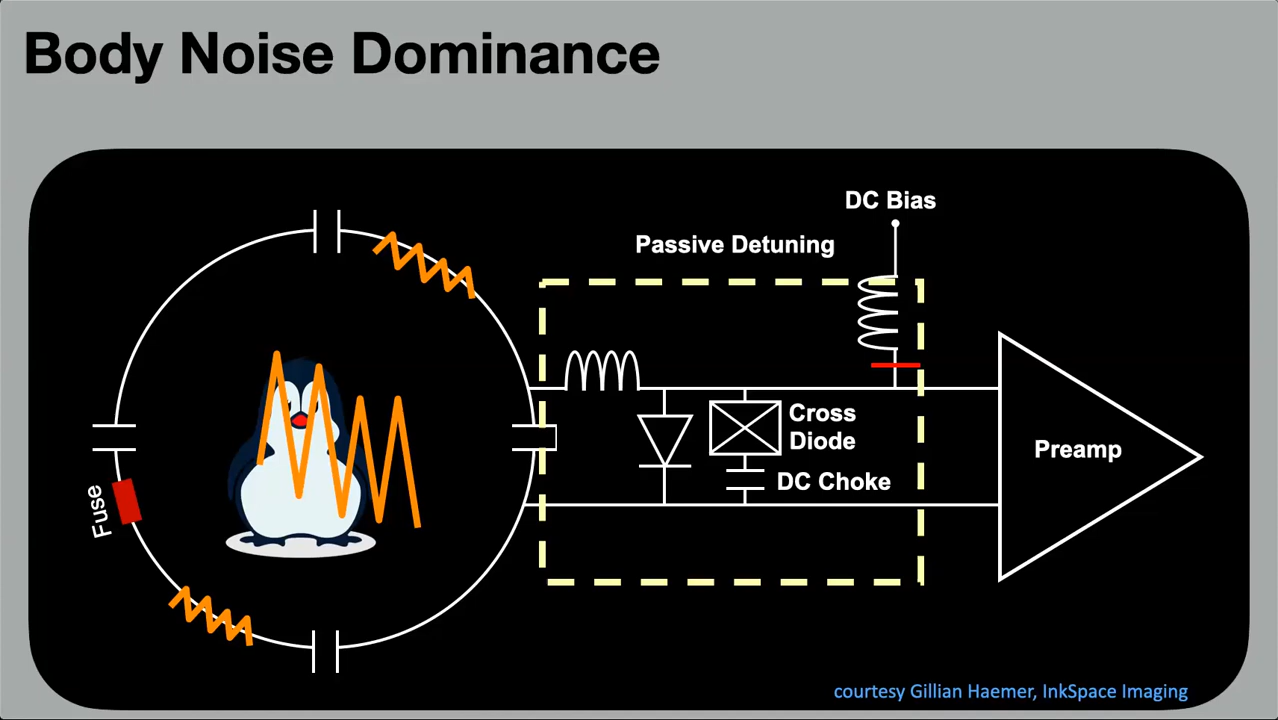 Body Noise Dominance
DC Bias
Passive Detuning
Cross
Diode
DC Choke
Preamp
Fuse
courtesy Gillian Haemer, InkSpace Imaging